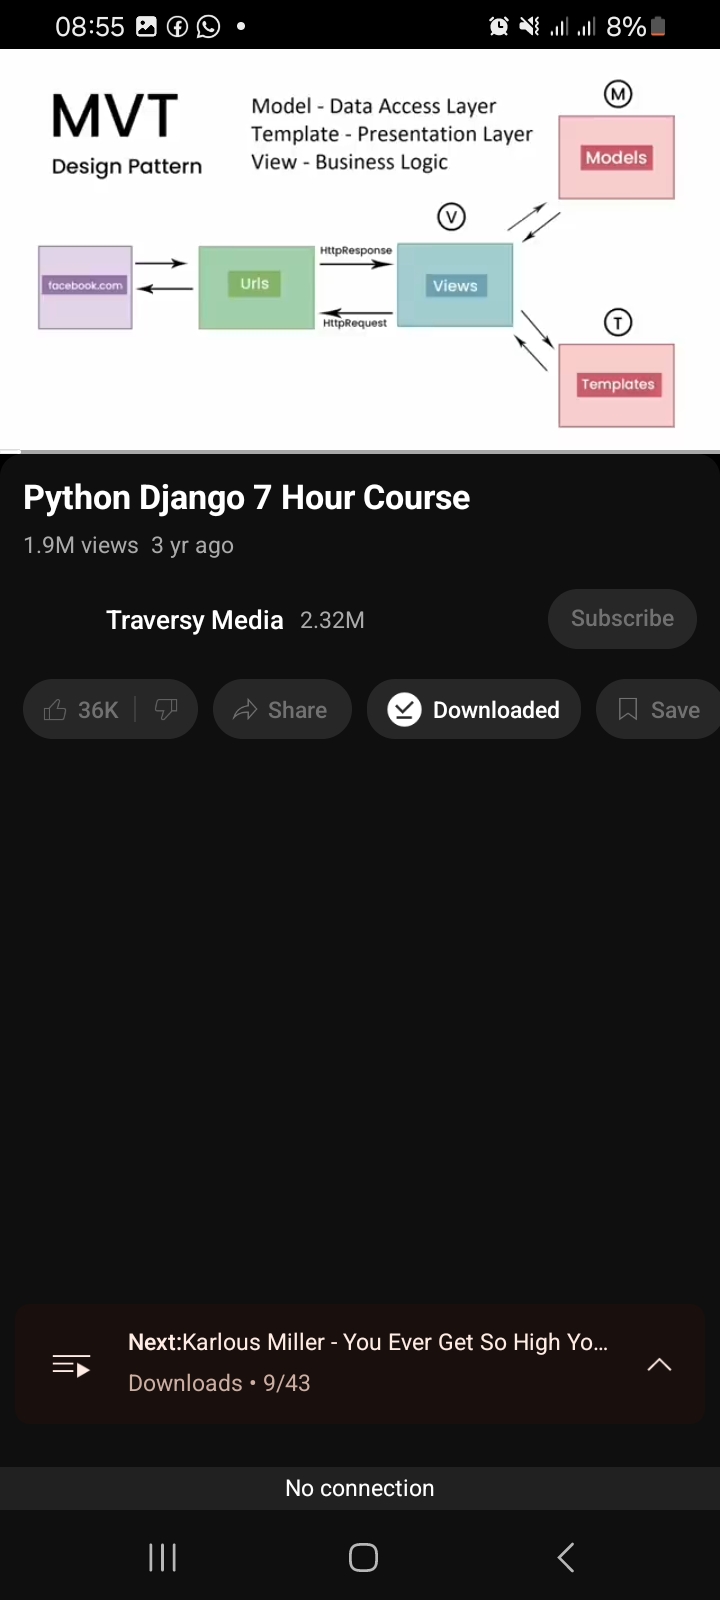 08:55
8%
MVT
Design Pattern
Model - Data Access Layer
Template - Presentation Layer
View - Business Logic
M
Models
V
facebook.com
Urls
HttpResponse
HttpRequest
Views
T
Templates
Python Django 7 Hour Course
1.9M views 3 yr ago
Traversy Media 2.32M
Subscribe
36K
Share
Downloaded
Save
Next:Karlous Miller - You Ever Get So High Yo...
Downloads • 9/43
No connection